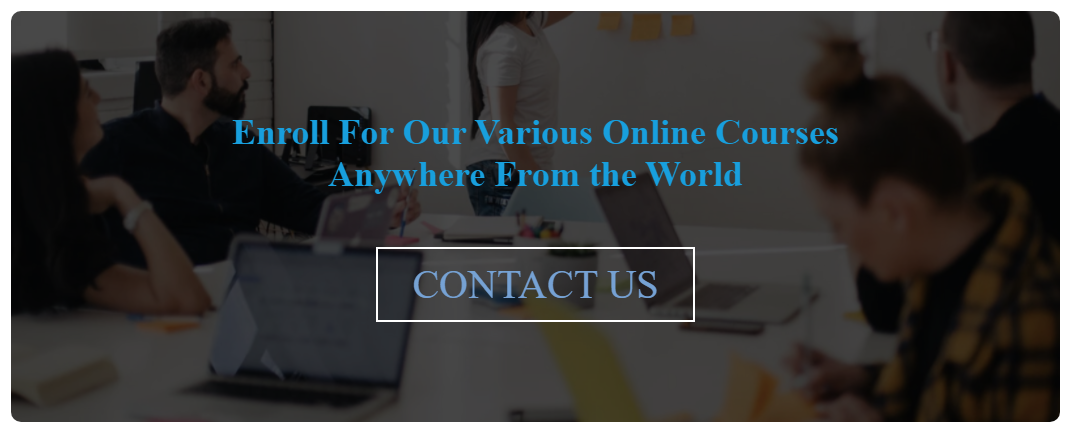 Enroll For Our Various Online Courses
Anywhere From the World
CONTACT US